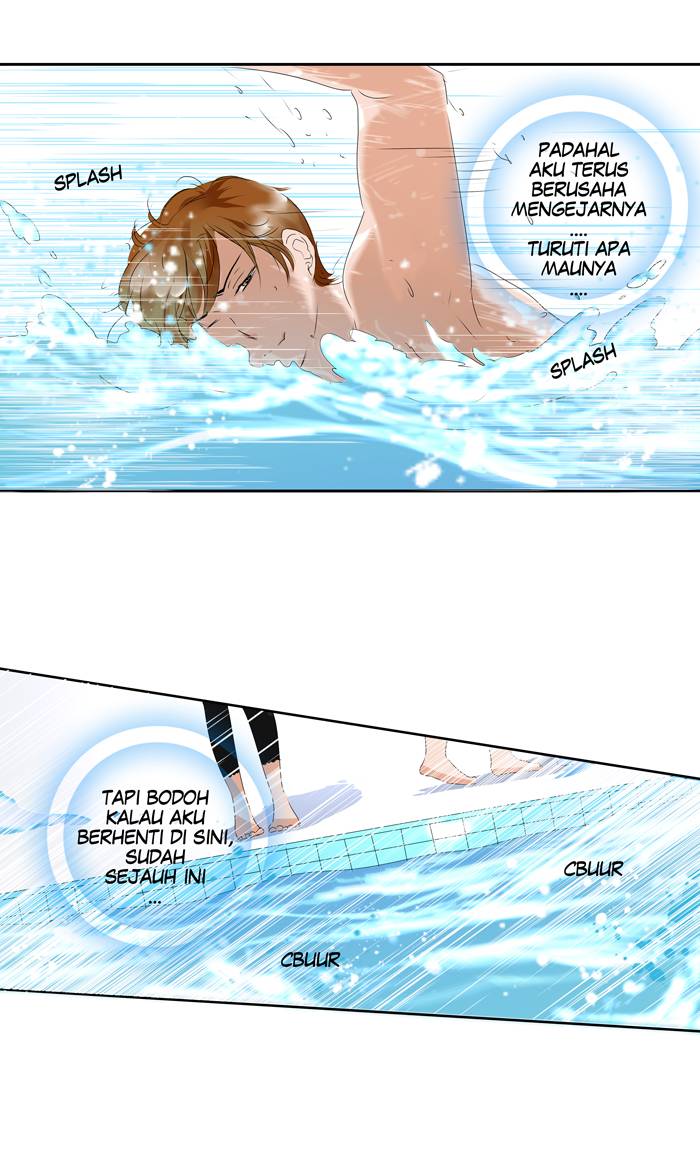 SPLASH
PADAHAL
AKU TERUS
BERUSAHA
MENGEJARNYA
....
TURUTI APA
MAUNYA
....
SPLASH
TAPI BODOH
KALAU AKU
BERHENTI DI SINI,
SUDAH
SEJAUH INI
...
CBUUR
CBUUR